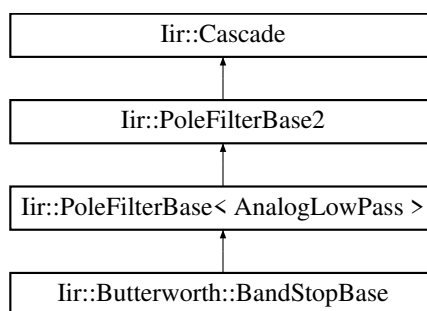 Iir::Cascade
Iir::PoleFilterBase2
Iir::PoleFilterBase< AnalogLowPass >
Iir::Butterworth::BandStopBase